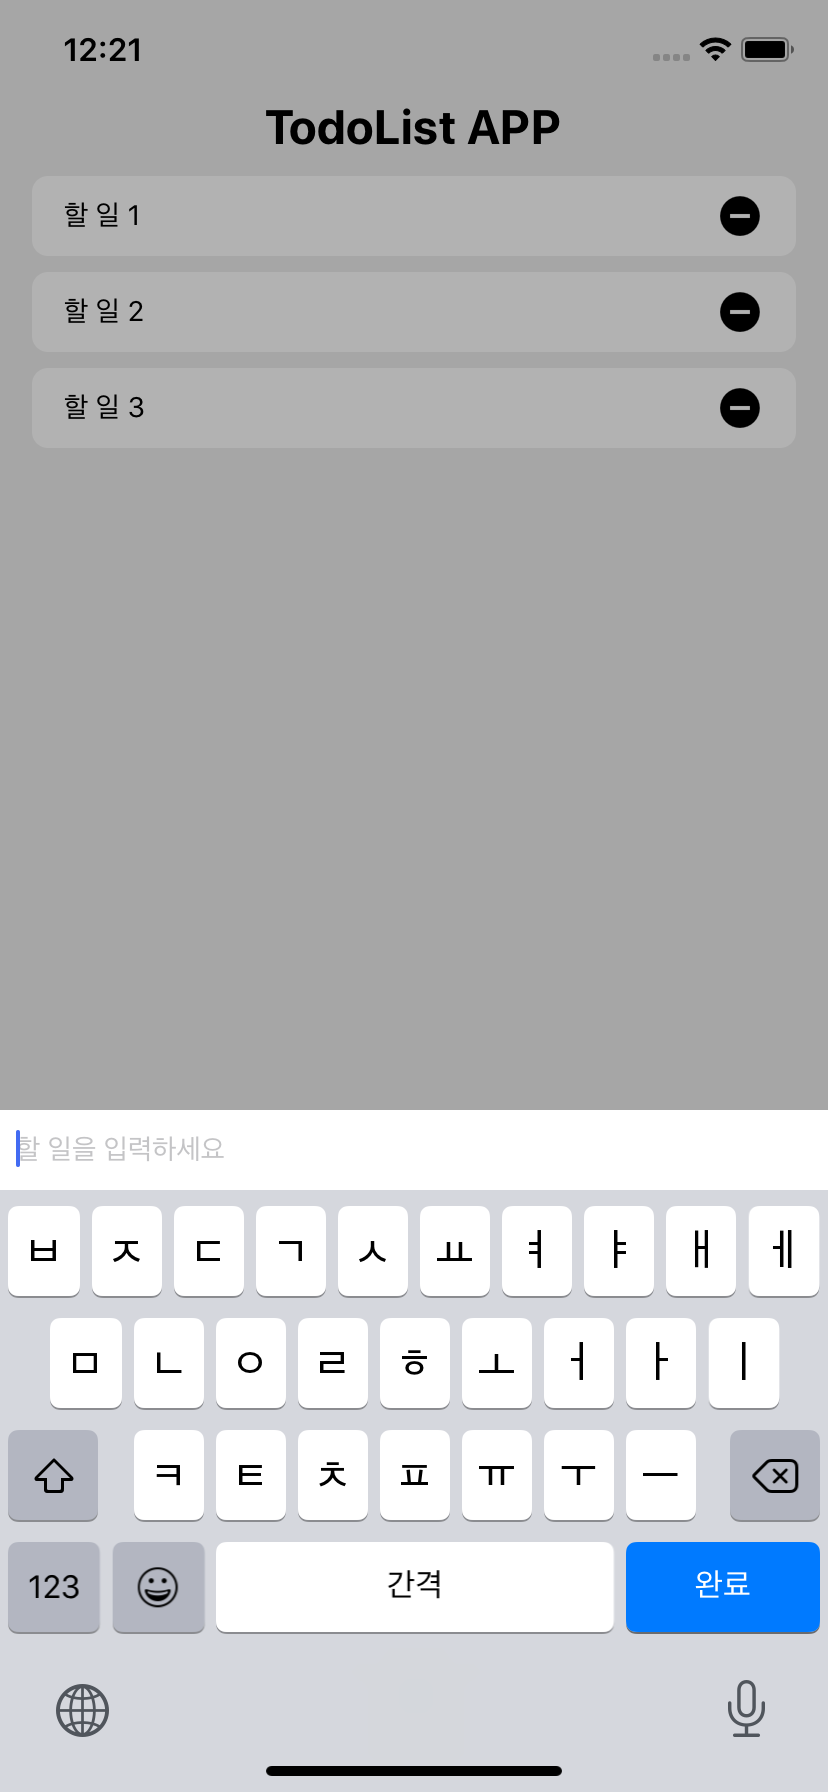 12:21
TodoList APP
할 일 1
할 일 2
할 일 3
할 일을 입력하세요
ㅂ ㅈ ㄷ ㄱ ㅅ ㅛ ㅕ ㅑ ㅐ ㅔ
ㅁ ㄴ ㅇ ㄹ ㅎ ㅗ ㅓ ㅏ ㅣ
ㅋ ㅌ ㅊ ㅍ ㅠ ㅜ ㅡ
123 간격 완료